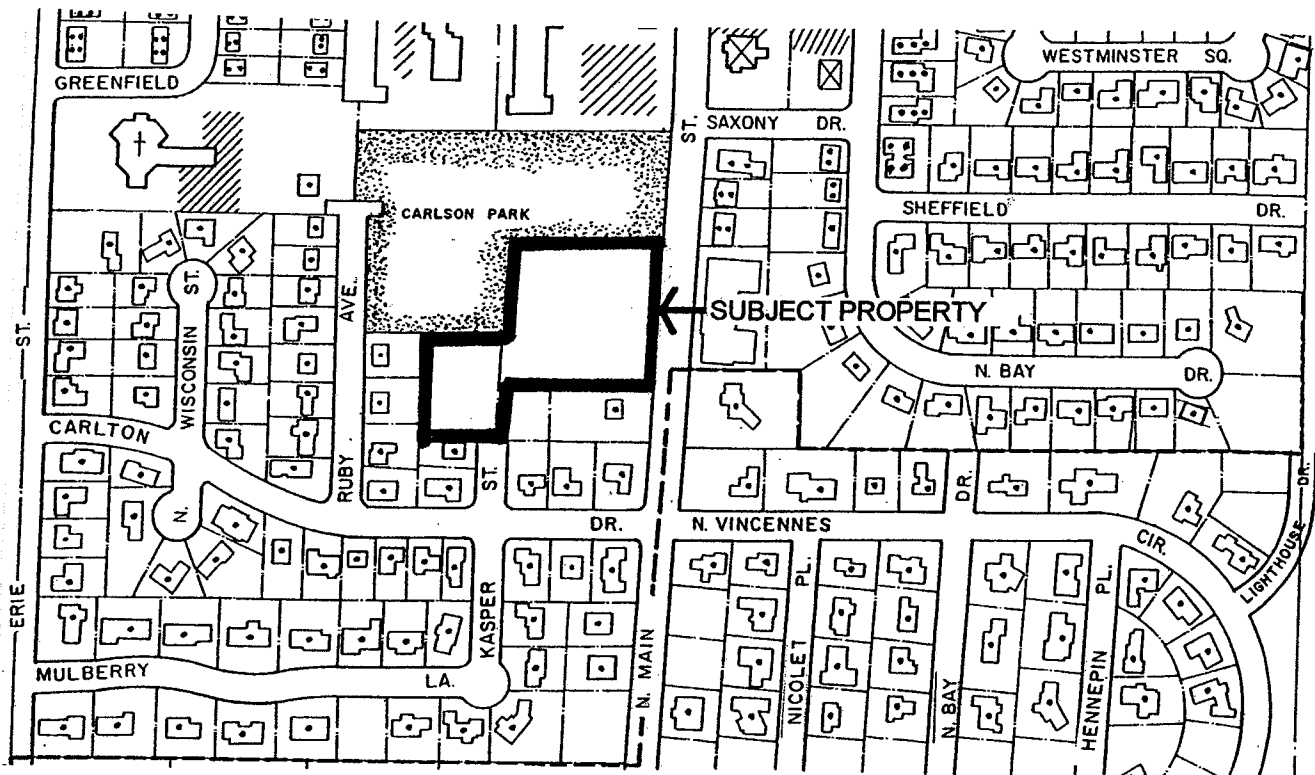 WESTMINSTER SQ.
GREENFIELD
ST. SAXONY DR.
CARLSON PARK
SHEFFIELD DR.
ST.
AVE.
SUBJECT PROPERTY
ST.
WISCONSIN
N. BAY DR.
CARLTON
RUBY
ST.
DR.
N.
DR.
N. VINCENNES
CIR.
LIGHTHOUSE DR.
PL.
PL.
ERIE
KASPER
MULBERRY LA.
N. MAIN
NICOLET
N. BAY
HENNEPIN